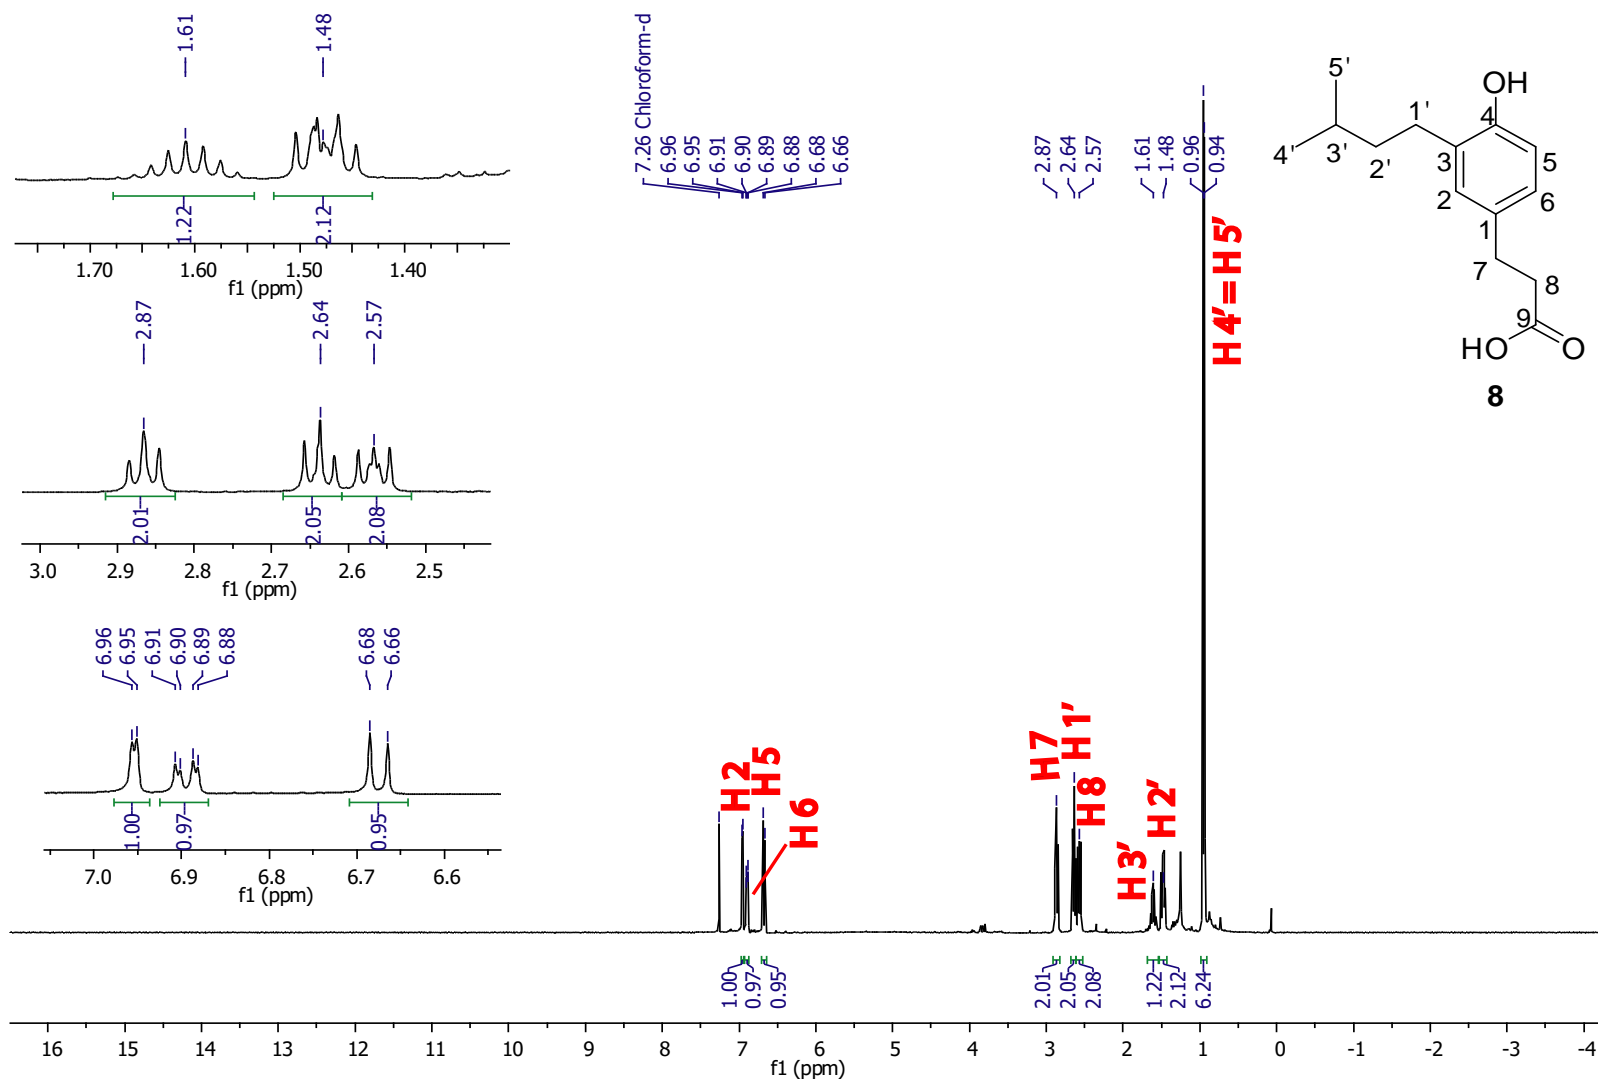 1.61
1.48
1.22
2.12
1.70 1.60 1.50 1.40
f1 (ppm)
2.87
2.64
2.57
2.01
2.05
2.08
3.0 2.9 2.8 2.7 2.6 2.5
f1 (ppm)
6.96
6.95
6.91
6.90
6.89
6.88
6.68
6.66
1.00
0.97
0.95
7.0 6.9 6.8 6.7 6.6
f1 (ppm)
7.26 Chloroform-d
6.96
6.95
6.91
6.90
6.89
6.88
6.68
6.66
2.87
2.64
2.57
1.61
1.48
0.96
0.94
5'
OH
1'
4
4'
3'
2'
3
5
2
6
1
7
8
9
HO
O
8
H2
H5
H6
H7
H1'
H8
H3'
H2'
H4'=H5'
1.00
0.97
0.95
2.01
2.05
2.08
1.22
2.12
6.24
16 15 14 13 12 11 10 9 8 7 6 5 4 3 2 1 0 -1 -2 -3 -4
f1 (ppm)